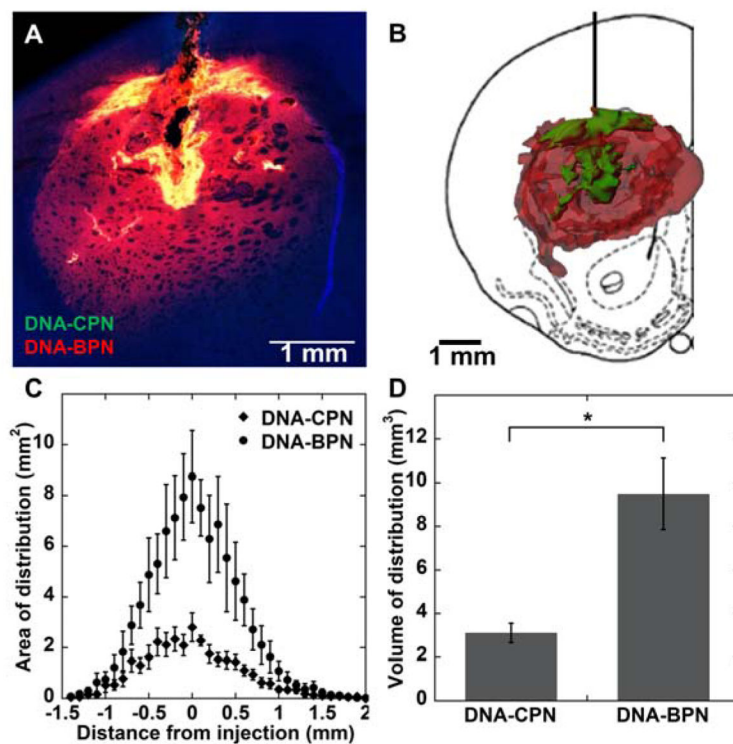 A
DNA-CPN
DNA-BPN
1 mm
B
1 mm
C
DNA-CPN
DNA-BPN
Area of distribution (mm²)
10
8
6
4
2
0
-1.5 -1 -0.5 0 0.5 1 1.5 2
Distance from injection (mm)
D
*
Volume of distribution (mm³)
12
10
8
6
4
2
0
DNA-CPN DNA-BPN